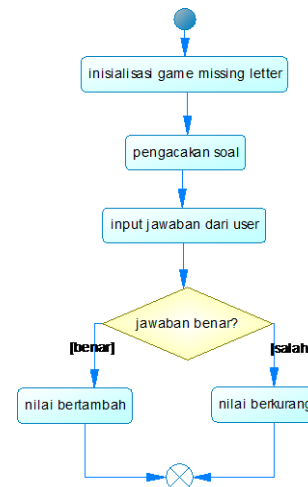 inisialisasi game missing letter
pengacakan soal
input jawaban dari user
jawaban benar?
[benar]
[salah
nilai bertambah
nilai berkurang